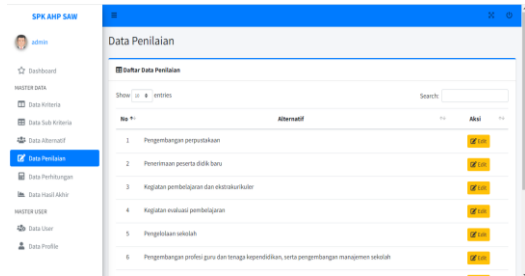 SPK AHP SAW
admin
Dashboard
MASTER DATA
Data Kriteria
Data Sub Kriteria
Data Alternatif
Data Penilaian
Data Perhitungan
Data Hasil Akhir
MASTER USER
Data User
Data Profile
Data Penilaian
Daftar Data Penilaian
Show 10 entries
Search:
No Alternatif Aksi
1 Pengembangan perpustakaan Edit
2 Penerimaan peserta didik baru Edit
3 Kegiatan pembelajaran dan ekstrakurikuler Edit
4 Kegiatan evaluasi pembelajaran Edit
5 Pengelolaan sekolah Edit
6 Pengembangan profesi guru dan tenaga kependidikan, serta pengembangan manajemen sekolah Edit